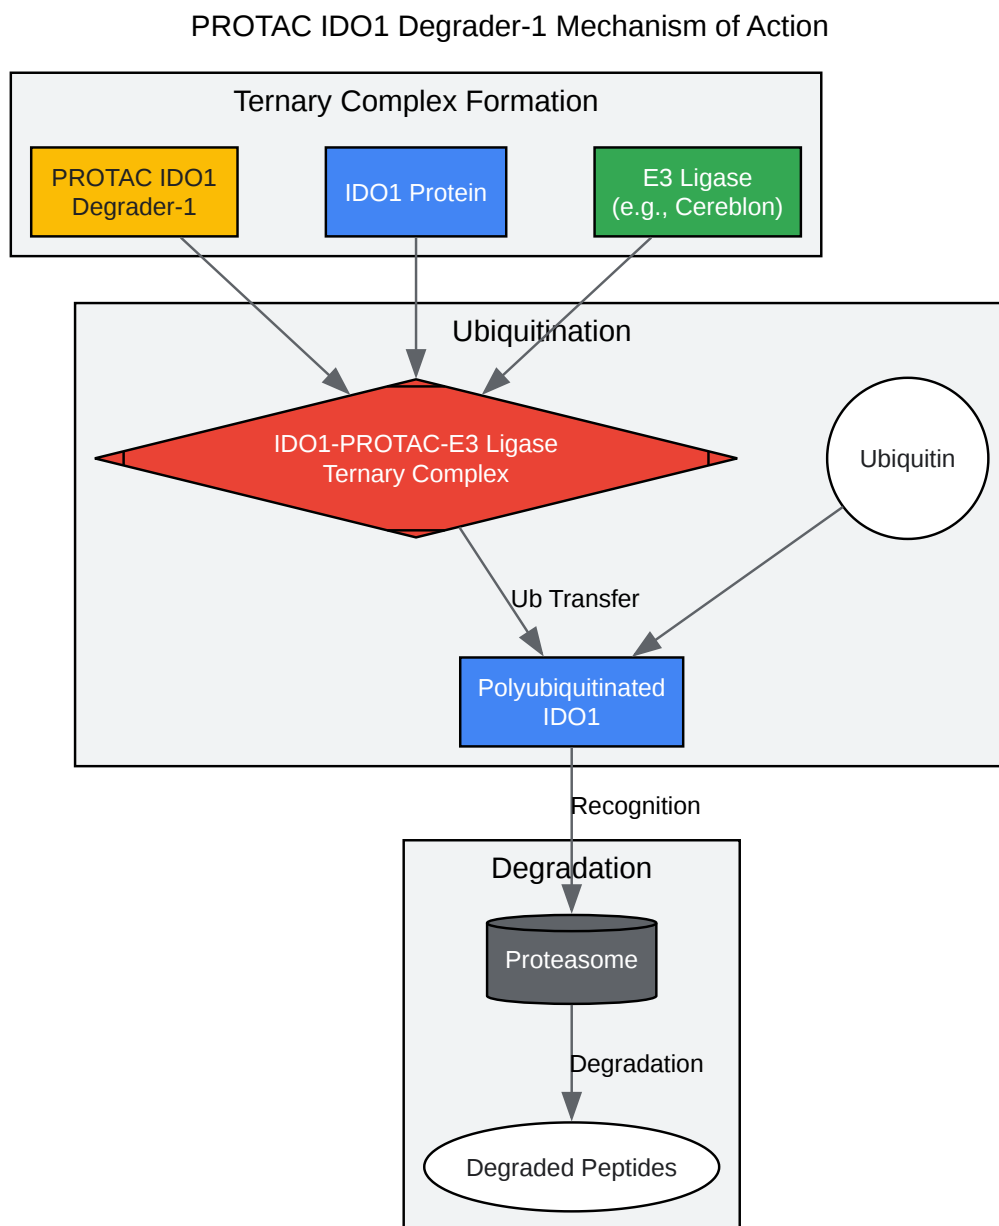 PROTAC IDO1 Degrader-1 Mechanism of Action
Ternary Complex Formation
PROTAC IDO1
Degrader-1
IDO1 Protein
E3 Ligase
(e.g., Cereblon)
Ubiquitination
IDO1-PROTAC-E3 Ligase
Ternary Complex
Ubiquitin
Ub Transfer
Polyubiquitinated
IDO1
Recognition
Degradation
Proteasome
Degradation
Degraded Peptides